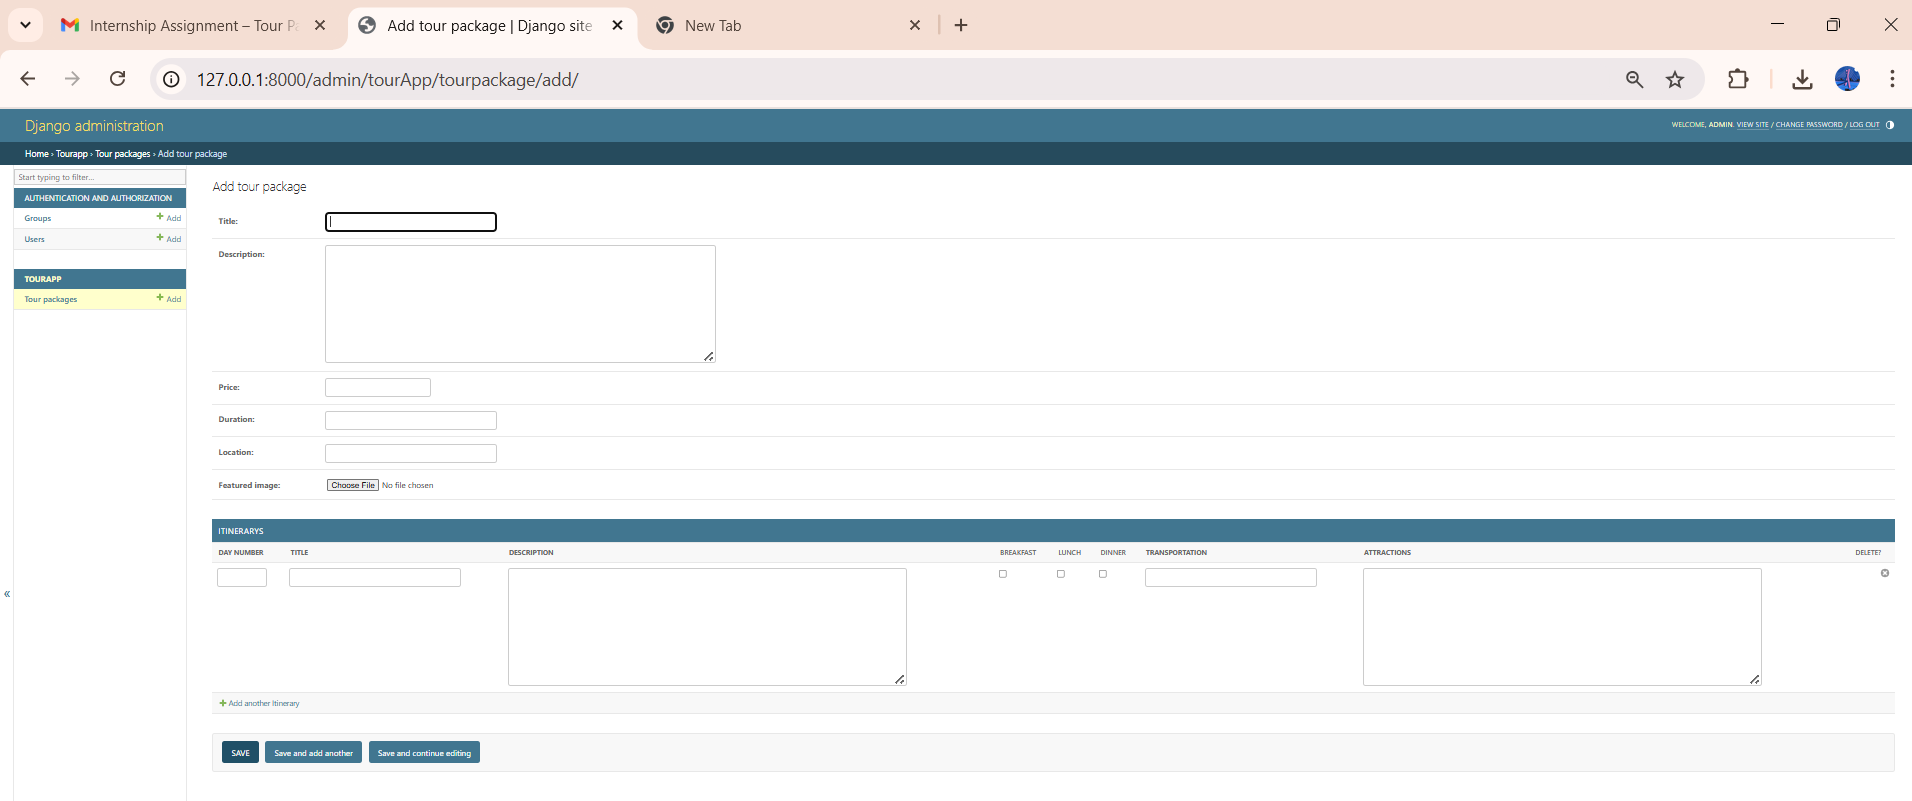 Internship Assignment – Tour Pa
Add tour package | Django site
New Tab
127.0.0.1:8000/admin/tourApp/tourpackage/add/
Django administration
WELCOME, ADMIN. VIEW SITE / CHANGE PASSWORD / LOG OUT
Home › Tourapp › Tour packages › Add tour package
Start typing to filter...
AUTHENTICATION AND AUTHORIZATION
Groups + Add
Users + Add
TOURAPP
Tour packages + Add
Add tour package
Title:
Description:
Price:
Duration:
Location:
Featured image: Choose File No file chosen
ITINERARYS
DAY NUMBER TITLE DESCRIPTION BREAKFAST LUNCH DINNER TRANSPORTATION ATTRACTIONS DELETE?
«
+ Add another Itinerary
SAVE Save and add another Save and continue editing